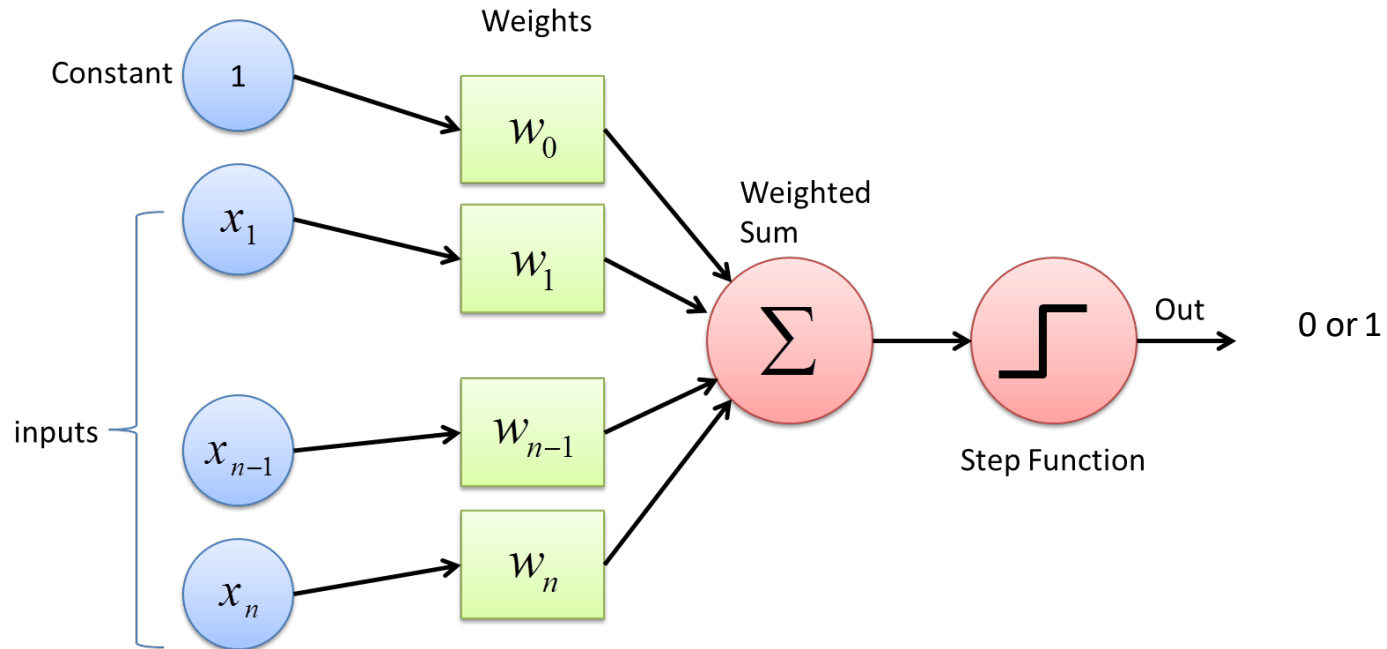 Weights
Constant
1
w₀
x₁
w₁
Weighted
Sum
∑
Out
0 or 1
inputs
xₙ₋₁
wₙ₋₁
Step Function
xₙ
wₙ